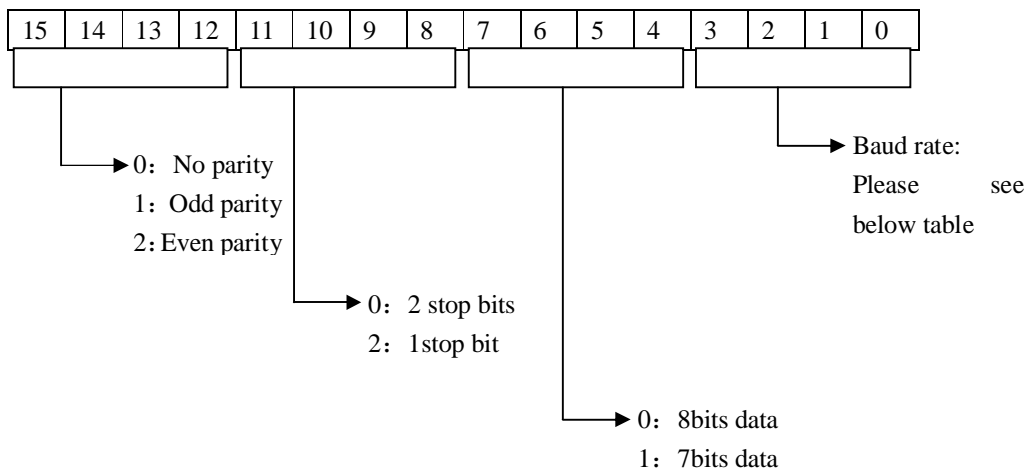 15 14 13 12 11 10 9 8 7 6 5 4 3 2 1 0
Baud rate:
Please see
below table
0： No parity
1：Odd parity
2：Even parity
0： 2 stop bits
2： 1stop bit
0： 8bits data
1： 7bits data